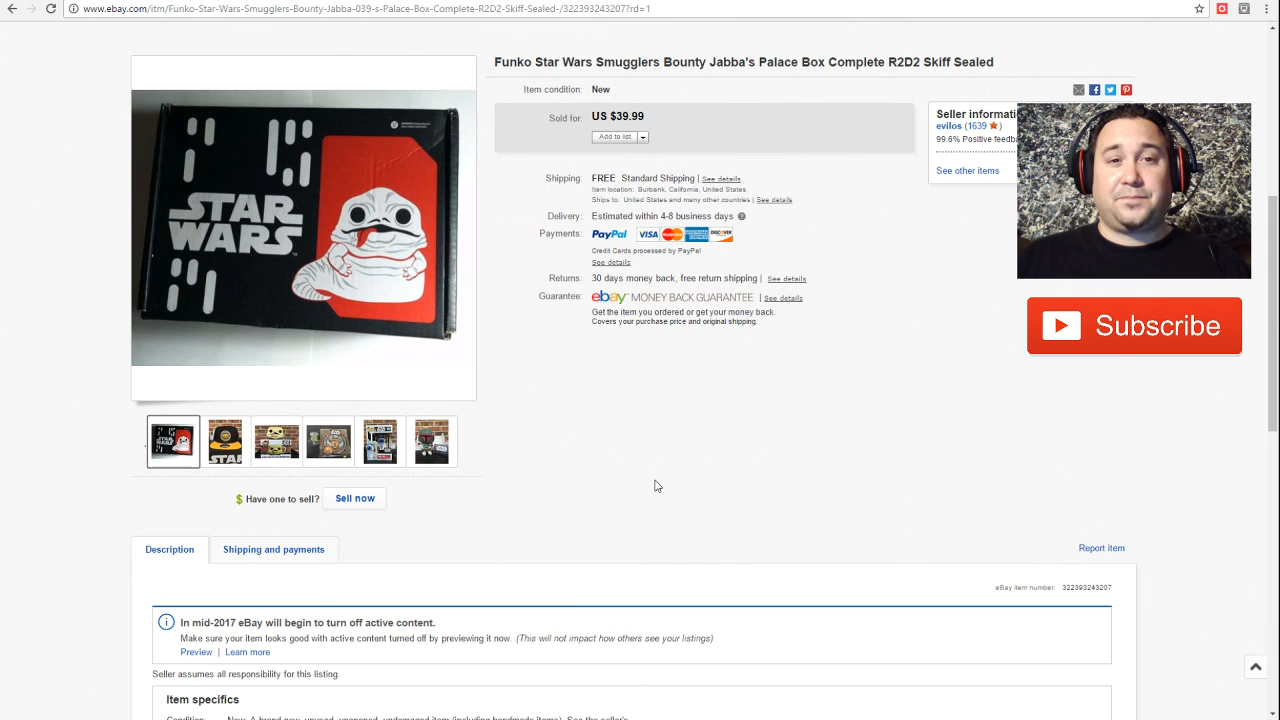 www.ebay.com/itm/Funko-Star-Wars-Smugglers-Bounty-Jabba-039-s-Palace-Box-Complete-R2D2-Skiff-Sealed-/322393243207?rd=1
Funko Star Wars Smugglers Bounty Jabba's Palace Box Complete R2D2 Skiff Sealed
Item condition: New
Sold for: US $39.99
Add to list
Seller informati
evilos (1639
99.6% Positive feedb
See other items
STAR
WARS
Shipping: FREE Standard Shipping | See details
Item location: Burbank, California, United States
Ships to: United States and many other countries | See details
Delivery: Estimated within 4-8 business days
Payments: PayPal VISA MasterCard DISCOVER
Credit Cards processed by PayPal
See details
Returns: 30 days money back, free return shipping | See details
Guarantee: ebay MONEY BACK GUARANTEE | See details
Get the item you ordered or get your money back.
Covers your purchase price and original shipping.
Subscribe
$ Have one to sell? Sell now
Description
Shipping and payments
Report item
eBay item number: 322393243207
In mid-2017 eBay will begin to turn off active content.
Make sure your item looks good with active content turned off by previewing it now. (This will not impact how others see your listings)
Preview | Learn more
Seller assumes all responsibility for this listing.
Item specifics